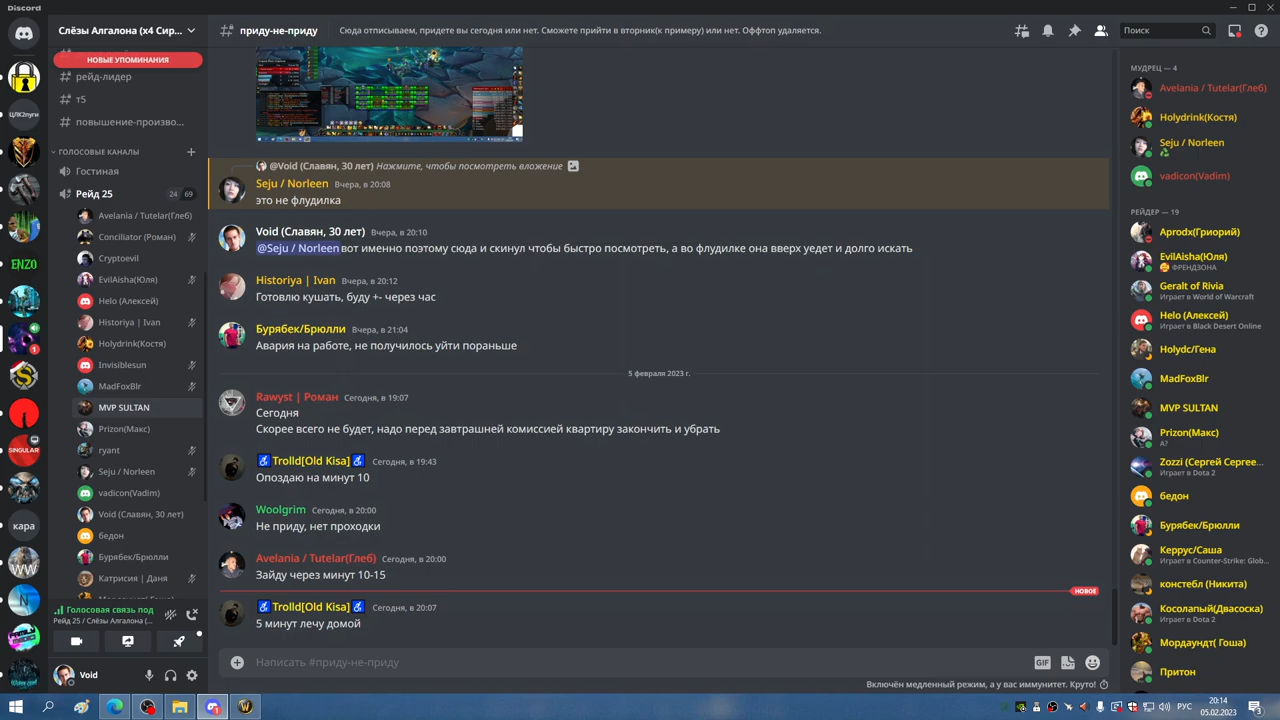 Discord
Слёзы Алгалона (x4 Сир...
НОВЫЕ УПОМИНАНИЯ
рейд-лидер
т5
повышение-произво...
ГОЛОСОВЫЕ КАНАЛЫ
Гостиная
Рейд 25 24 69
Avelania / Tutelar(Глеб)
Conciliator (Роман)
Cryptoevil
EvilAisha(Юля)
Helo (Алексей)
Historiya | Ivan
Holydrink(Костя)
Invisiblesun
MadFoxBlr
MVP SULTAN
Prizon(Макс)
ryant
Seju / Norleen
vadicon(Vadim)
Void (Славян, 30 лет)
бедон
Бурябек/Брюлли
Катрисия | Даня
Голосовая связь под
Рейд 25 / Слёзы Алгалона (...
Void
ЦЛК2пуги
ENZO
1
SINGULAR
кара
WW
приду-не-приду
Сюда отписываем, придете вы сегодня или нет. Сможете прийти в вторник(к примеру) или нет. Оффтоп удаляется.
Поиск
@Void (Славян, 30 лет) Нажмите, чтобы посмотреть вложение
Seju / Norleen Вчера, в 20:08
это не флудилка
Void (Славян, 30 лет) Вчера, в 20:10
@Seju / Norleen вот именно поэтому сюда и скинул чтобы быстро посмотреть, а во флудилке она вверх уедет и долго искать
Historiya | Ivan Вчера, в 20:12
Готовлю кушать, буду +- через час
Бурябек/Брюлли Вчера, в 21:04
Авария на работе, не получилось уйти пораньше
5 февраля 2023 г.
Rawyst | Роман Сегодня, в 19:07
Сегодня
Скорее всего не будет, надо перед завтрашней комиссией квартиру закончить и убрать
Trolld[Old Kisa] Сегодня, в 19:43
Опоздаю на минут 10
Woolgrim Сегодня, в 20:00
Не приду, нет проходки
Avelania / Tutelar(Глеб) Сегодня, в 20:00
Зайду через минут 10-15
НОВОЕ
Trolld[Old Kisa] Сегодня, в 20:07
5 минут лечу домой
Написать #приду-не-приду
GIF
Включён медленный режим, а у вас иммунитет. Круто!
МУДРЕЦ — 4
Avelania / Tutelar(Глеб)
Holydrink(Костя)
Seju / Norleen
vadicon(Vadim)
РЕЙДЕР — 19
Aprodx(Гриорий)
EvilAisha(Юля)
ФРЕНДЗОНА
Geralt of Rivia
Играет в World of Warcraft
Helo (Алексей)
Играет в Black Desert Online
Holydc/Гена
MadFoxBlr
MVP SULTAN
Prizon(Макс)
А?
Zozzi (Сергей Сергее...
Играет в Dota 2
бедон
Бурябек/Брюлли
Керрус/Саша
Играет в Counter-Strike: Glob...
констебл (Никита)
Косолапый(Двасоска)
Играет в Dota 2
Мордаундт( Гоша)
Притон
РУС
20:14
05.02.2023
3